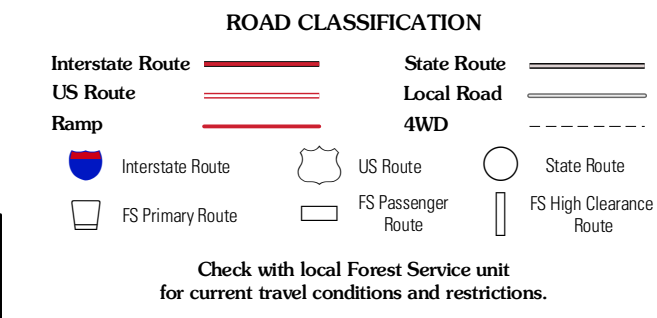 ROAD CLASSIFICATION
Interstate Route
State Route
US Route
Local Road
Ramp
4WD
Interstate Route
US Route
State Route
FS Primary Route
FS Passenger
Route
FS High Clearance
Route
Check with local Forest Service unit
for current travel conditions and restrictions.